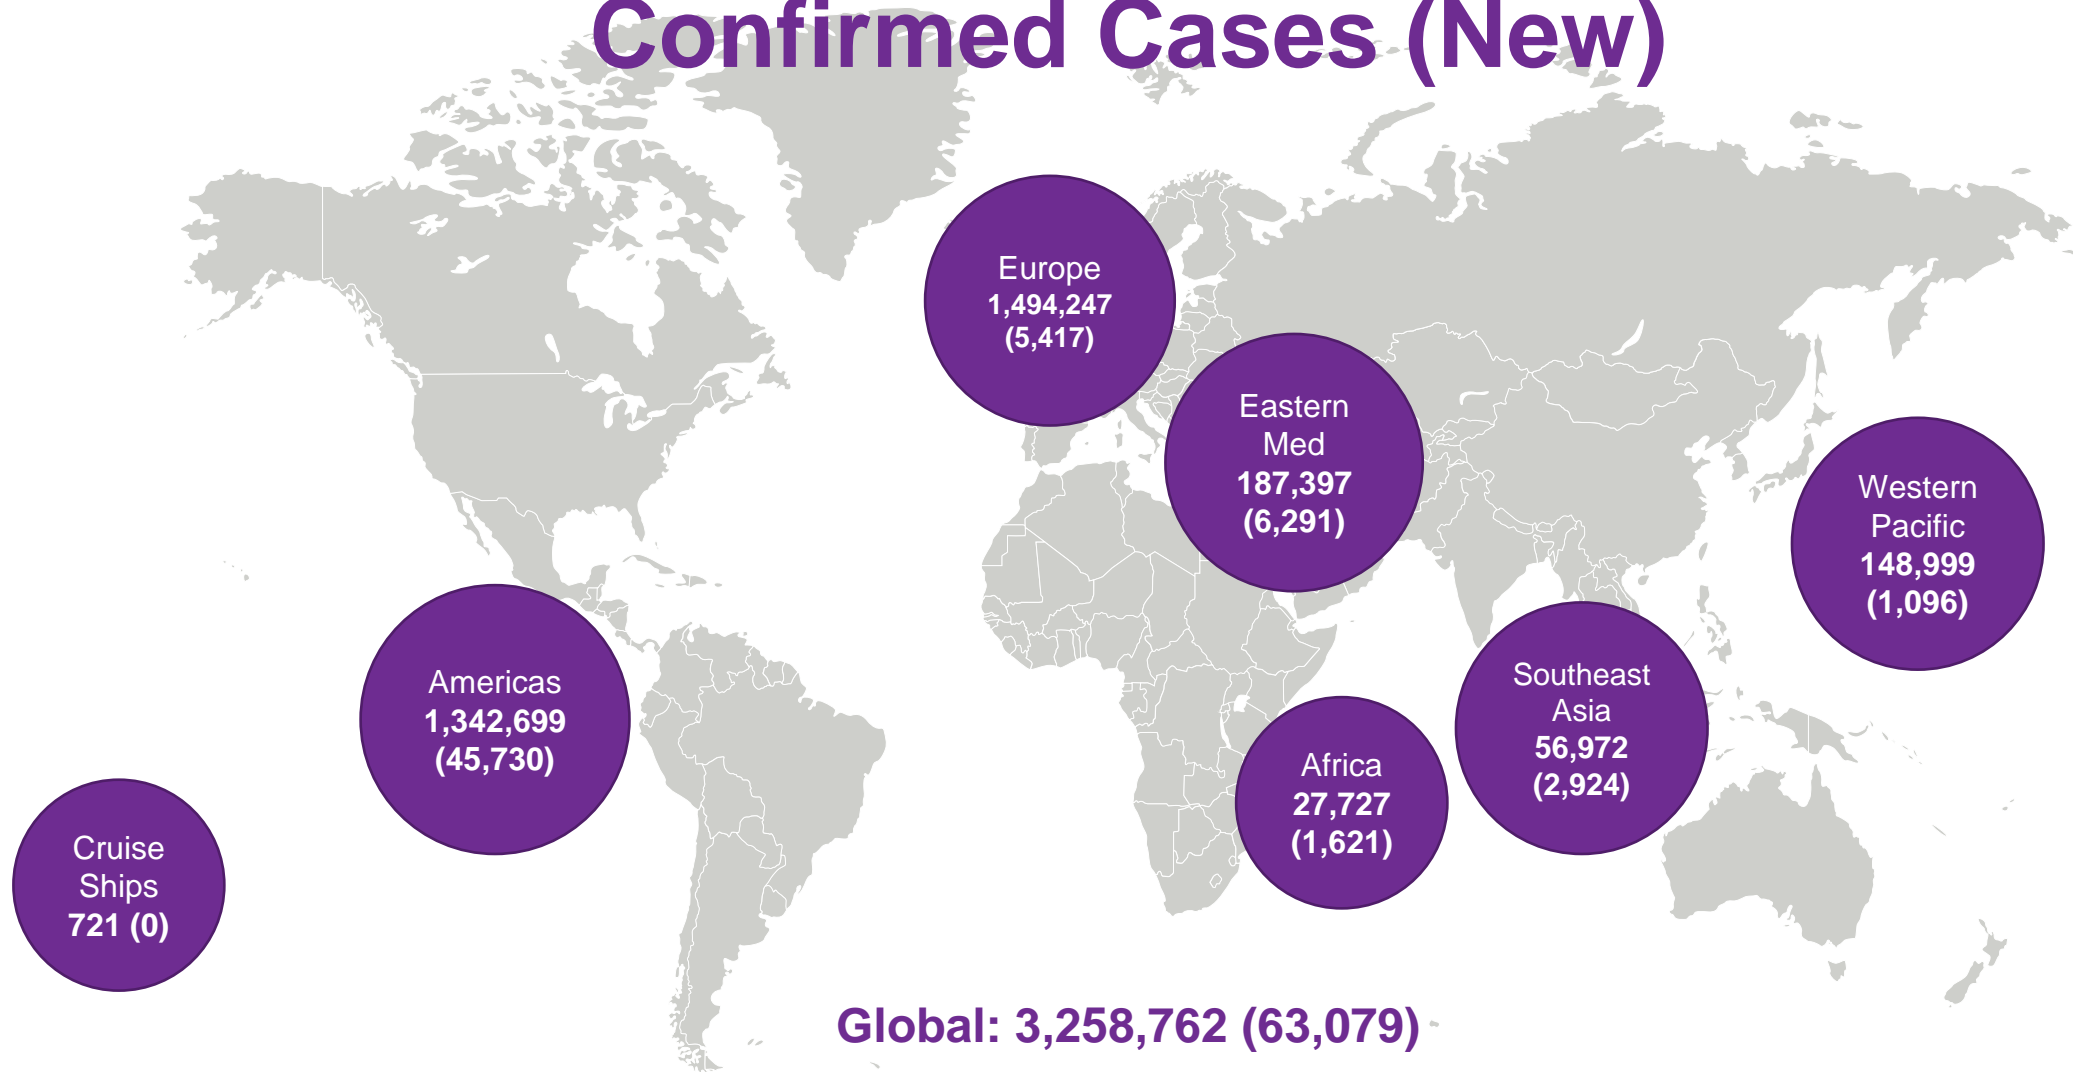 Confirmed Cases (New)
Europe
1,494,247
(5,417)
Eastern
Med
187,397
(6,291)
Western
Pacific
148,999
(1,096)
Americas
1,342,699
(45,730)
Southeast
Asia
56,972
(2,924)
Africa
27,727
(1,621)
Cruise
Ships
721 (0)
Global: 3,258,762 (63,079)